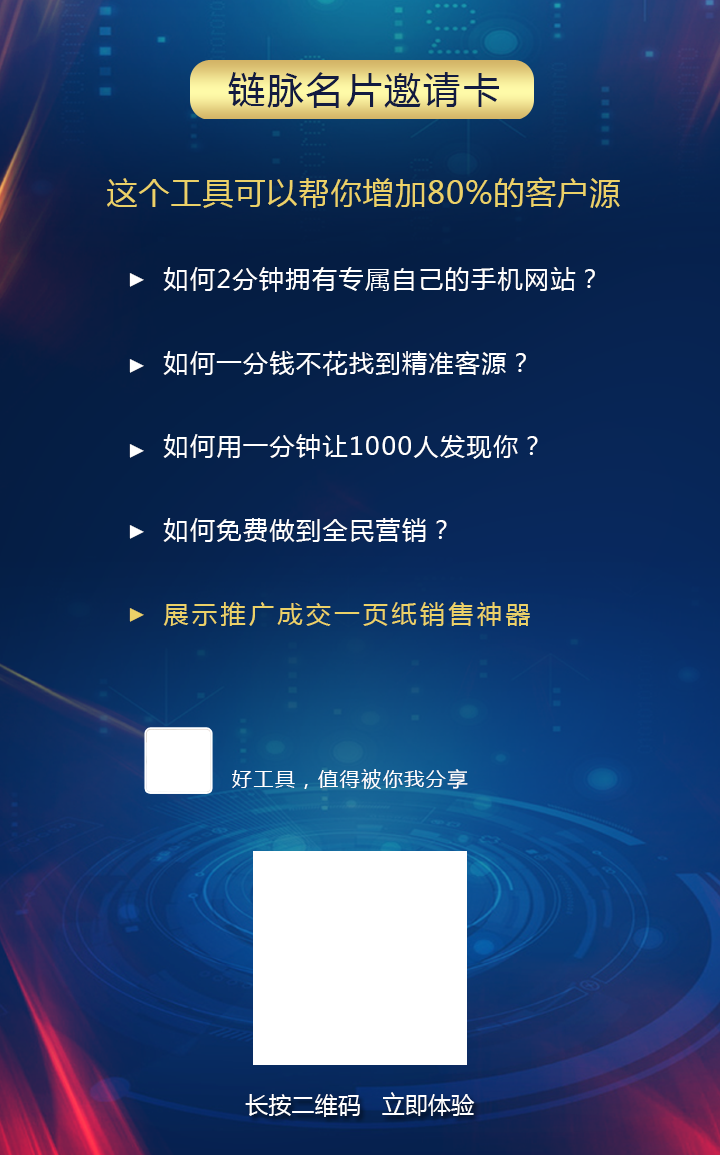 链脉名片邀请卡
这个工具可以帮你增加80%的客户源
▶ 如何2分钟拥有专属自己的手机网站？
▶ 如何一分钱不花找到精准客源？
▶ 如何用一分钟让1000人发现你？
▶ 如何免费做到全民营销？
▶ 展示推广成交一页纸销售神器
好工具，值得被你我分享
长按二维码 立即体验